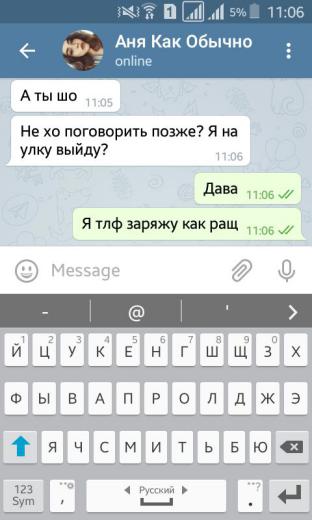 1 5% 11:06
Аня Как Обычно
online
А ты шо 11:05
Не хо поговорить позже? Я на
улку выйду? 11:06
Дава 11:06
Я тлф заряжу как ращ 11:06
Message
- @ '
1 2 3 4 5 6 7 8 9 0
Й Ц У К Е Н Г Ш Щ З Х
Ф Ы В А П Р О Л Д Ж Э
Я Ч С М И Т Ь Б Ю
123
Sym , Русский . ?